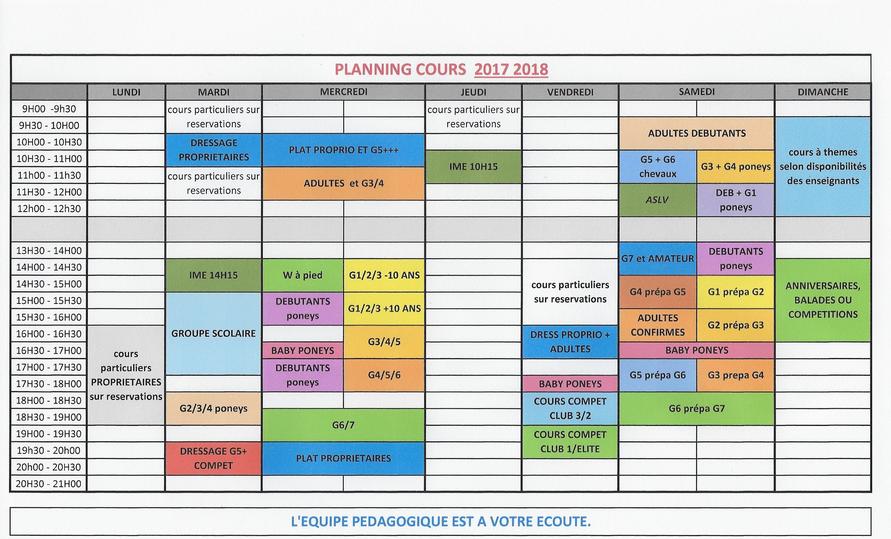 PLANNING COURS 2017 2018
LUNDI MARDI MERCREDI JEUDI VENDREDI SAMEDI DIMANCHE
9H00 -9h30
9H30 - 10H00
10H00 - 10H30
10H30 - 11H00
11H00 - 11H30
11H30 - 12H00
12h00 - 12h30
13H30 - 14H00
14H00 - 14H30
14H30 - 15H00
15H00 - 15H30
15H30 - 16H00
16H00 - 16H30
16H30 - 17H00
17H00 - 17H30
17H30 - 18H00
18H00 - 18H30
18H30 - 19H00
19H00 - 19H30
19h30 - 20h00
20h00 - 20H30
20H30 - 21H00
cours
particuliers
PROPRIETAIRES
sur reservations
cours particuliers sur
reservations
DRESSAGE
PROPRIETAIRES
cours particuliers sur
reservations
IME 14H15
GROUPE SCOLAIRE
G2/3/4 poneys
DRESSAGE G5+
COMPET
PLAT PROPRIO ET G5+++
ADULTES et G3/4
W à pied
DEBUTANTS
poneys
BABY PONEYS
DEBUTANTS
poneys
G1/2/3 -10 ANS
G1/2/3 +10 ANS
G3/4/5
G4/5/6
G6/7
PLAT PROPRIETAIRES
cours particuliers sur
reservations
IME 10H15
cours particuliers
sur reservations
DRESS PROPRIO +
ADULTES
BABY PONEYS
COURS COMPET
CLUB 3/2
COURS COMPET
CLUB 1/ELITE
ADULTES DEBUTANTS
G5 + G6
chevaux
G3 + G4 poneys
ASLV
DEB + G1
poneys
G7 et AMATEUR
DEBUTANTS
poneys
G4 prépa G5
G1 prépa G2
ADULTES
CONFIRMES
G2 prépa G3
BABY PONEYS
G5 prépa G6
G3 prepa G4
G6 prépa G7
cours à themes
selon disponibilités
des enseignants
ANNIVERSAIRES,
BALADES OU
COMPETITIONS
L'EQUIPE PEDAGOGIQUE EST A VOTRE ECOUTE.